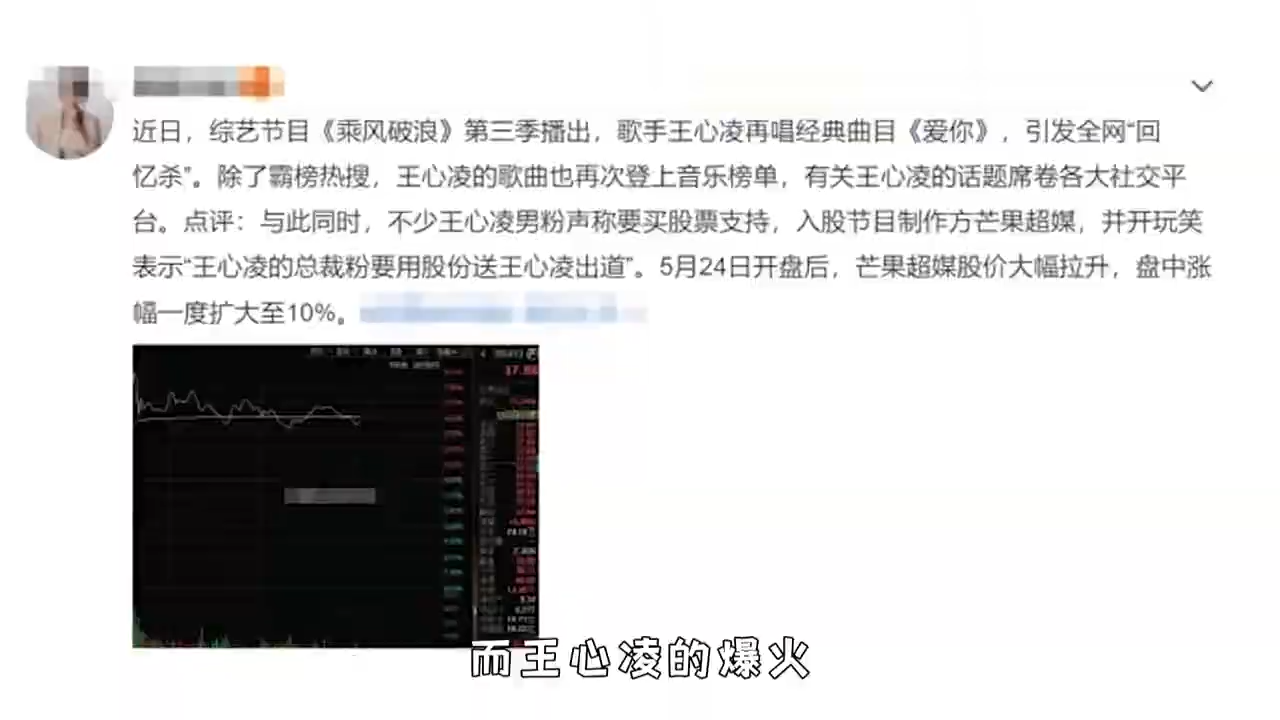 近日，综艺节目《乘风破浪》第三季播出，歌手王心凌再唱经典曲目《爱你》，引发全网“回
忆杀”。除了霸榜热搜，王心凌的歌曲也再次登上音乐榜单，有关王心凌的话题席卷各大社交平
台。点评：与此同时，不少王心凌男粉声称要买股票支持，入股节目制作方芒果超媒，并开玩笑
表示“王心凌的总裁粉要用股份送王心凌出道”。5月24日开盘后，芒果超媒股价大幅拉升，盘中涨
幅一度扩大至10%。
而王心凌的爆火